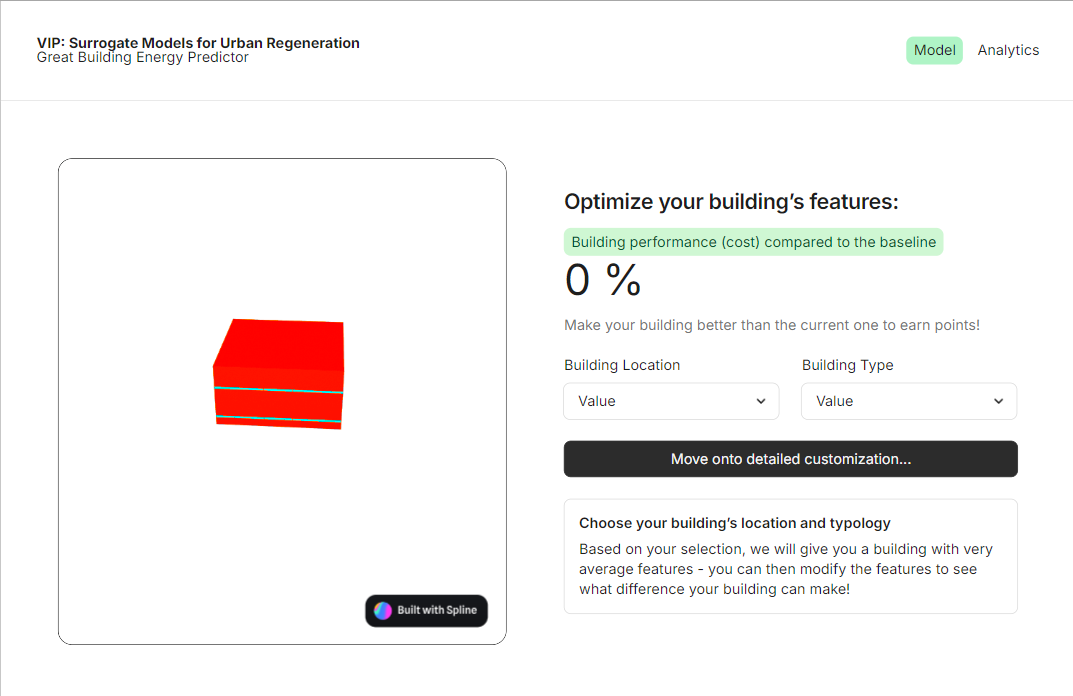 VIP: Surrogate Models for Urban Regeneration
Great Building Energy Predictor
Model
Analytics
Optimize your building’s features:
Building performance (cost) compared to the baseline
0 %
Make your building better than the current one to earn points!
Building Location
Building Type
Value
Value
Move onto detailed customization...
Choose your building’s location and typology
Based on your selection, we will give you a building with very
average features - you can then modify the features to see
what difference your building can make!
Built with Spline